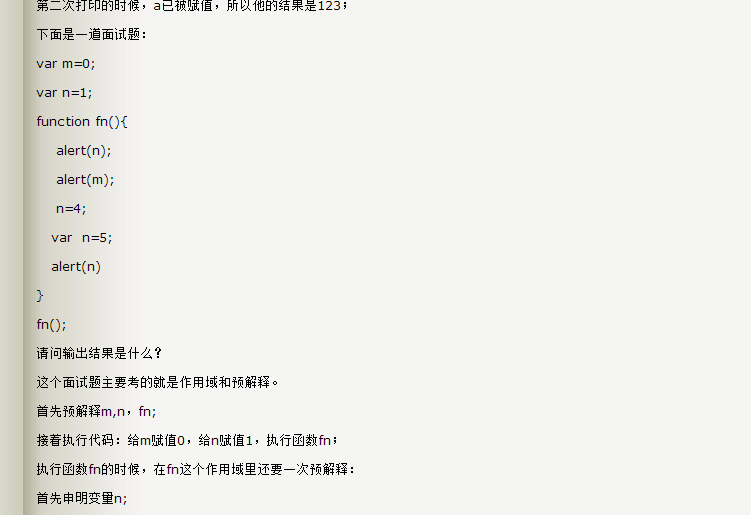 第二次打印的时候，a已被赋值，所以他的结果是123；
下面是一道面试题：
var m=0;
var n=1;
function fn(){
alert(n);
alert(m);
n=4;
var  n=5;
alert(n)
}
fn();
请问输出结果是什么？
这个面试题主要考的就是作用域和预解释。
首先预解释m,n，fn;
接着执行代码：给m赋值0，给n赋值1，执行函数fn；
执行函数fn的时候，在fn这个作用域里还要一次预解释：
首先申明变量n;